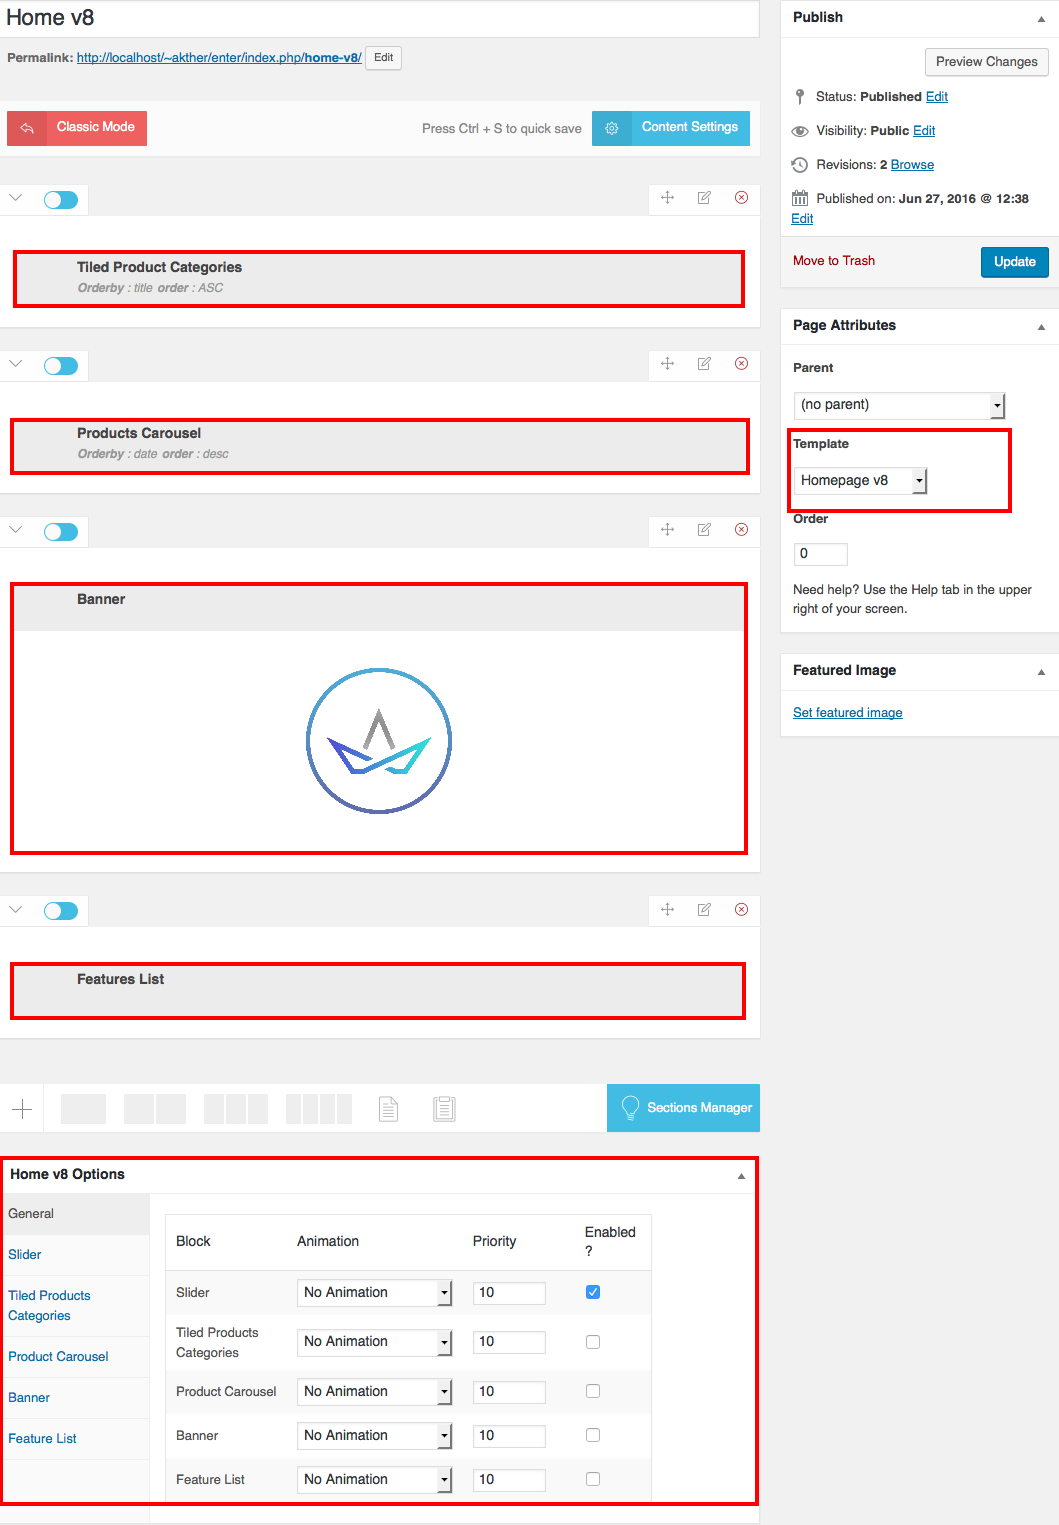 Home v8
Permalink: http://localhost/~akther/enter/index.php/home-v8/ Edit
Classic Mode
Press Ctrl + S to quick save
Content Settings
Tiled Product Categories
Orderby : title order : ASC
Products Carousel
Orderby : date order : desc
Banner
Features List
Sections Manager
Home v8 Options
General
Slider
Tiled Products
Categories
Product Carousel
Banner
Feature List
Block Animation Priority Enabled
?
Slider No Animation 10
Tiled Products
Categories No Animation 10
Product Carousel No Animation 10
Banner No Animation 10
Feature List No Animation 10
Publish
Preview Changes
Status: Published Edit
Visibility: Public Edit
Revisions: 2 Browse
Published on: Jun 27, 2016 @ 12:38
Edit
Move to Trash
Update
Page Attributes
Parent
(no parent)
Template
Homepage v8
Order
0
Need help? Use the Help tab in the upper
right of your screen.
Featured Image
Set featured image